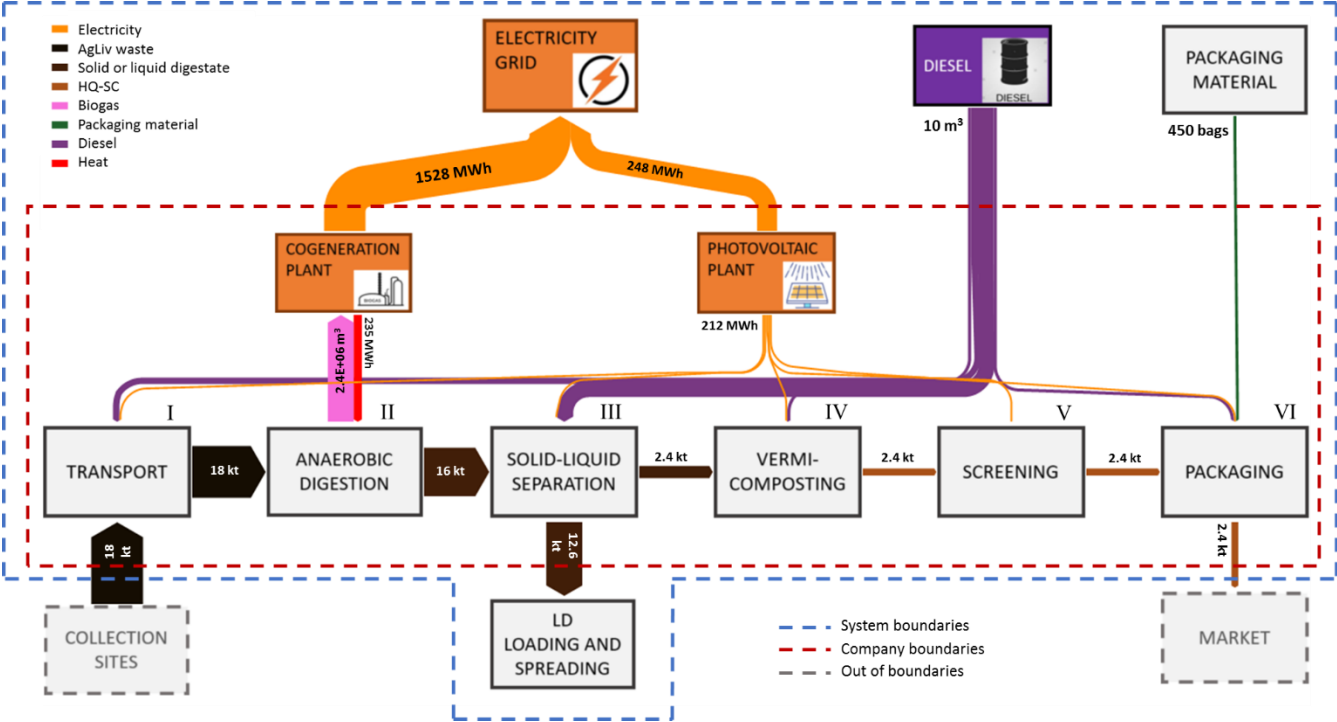 Electricity
AgLiv waste
Solid or liquid digestate
HQ-SC
Biogas
Packaging material
Diesel
Heat
ELECTRICITY
GRID
DIESEL
DIESEL
PACKAGING
MATERIAL
10 m³
450 bags
1528 MWh
248 MWh
COGENERATION
PLANT
BIOGAS
PHOTOVOLTAIC
PLANT
2.4E+06 m³
235 MWh
212 MWh
I
II
III
IV
V
VI
TRANSPORT
18 kt
ANAEROBIC
DIGESTION
16 kt
SOLID-LIQUID
SEPARATION
2.4 kt
VERMI-
COMPOSTING
2.4 kt
SCREENING
2.4 kt
PACKAGING
18
kt
12.6
kt
2.4 kt
COLLECTION
SITES
LD
LOADING AND
SPREADING
System boundaries
Company boundaries
Out of boundaries
MARKET